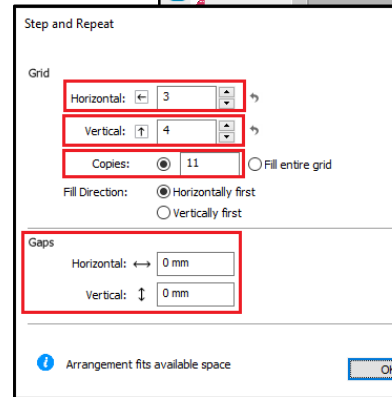 Step and Repeat
Grid
Horizontal: 3
Vertical: 4
Copies: 11 Fill entire grid
Fill Direction: Horizontally first
Vertically first
Gaps
Horizontal: 0 mm
Vertical: 0 mm
Arrangement fits available space